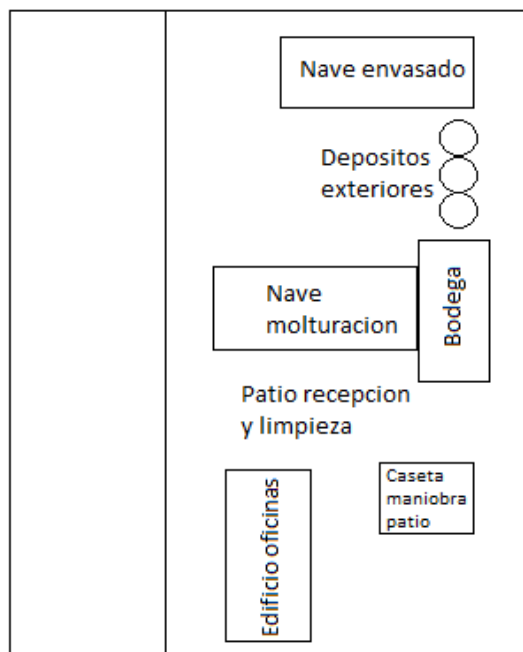 Nave envasado
Depositos
exteriores
Nave
molturacion
Bodega
Patio recepcion
y limpieza
Caseta
maniobra
patio
Edificio oficinas